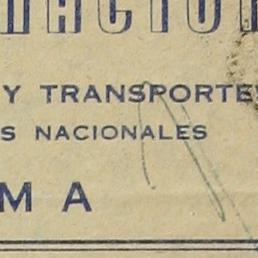 Y TRANSPORTE
S NACIONALES
M A